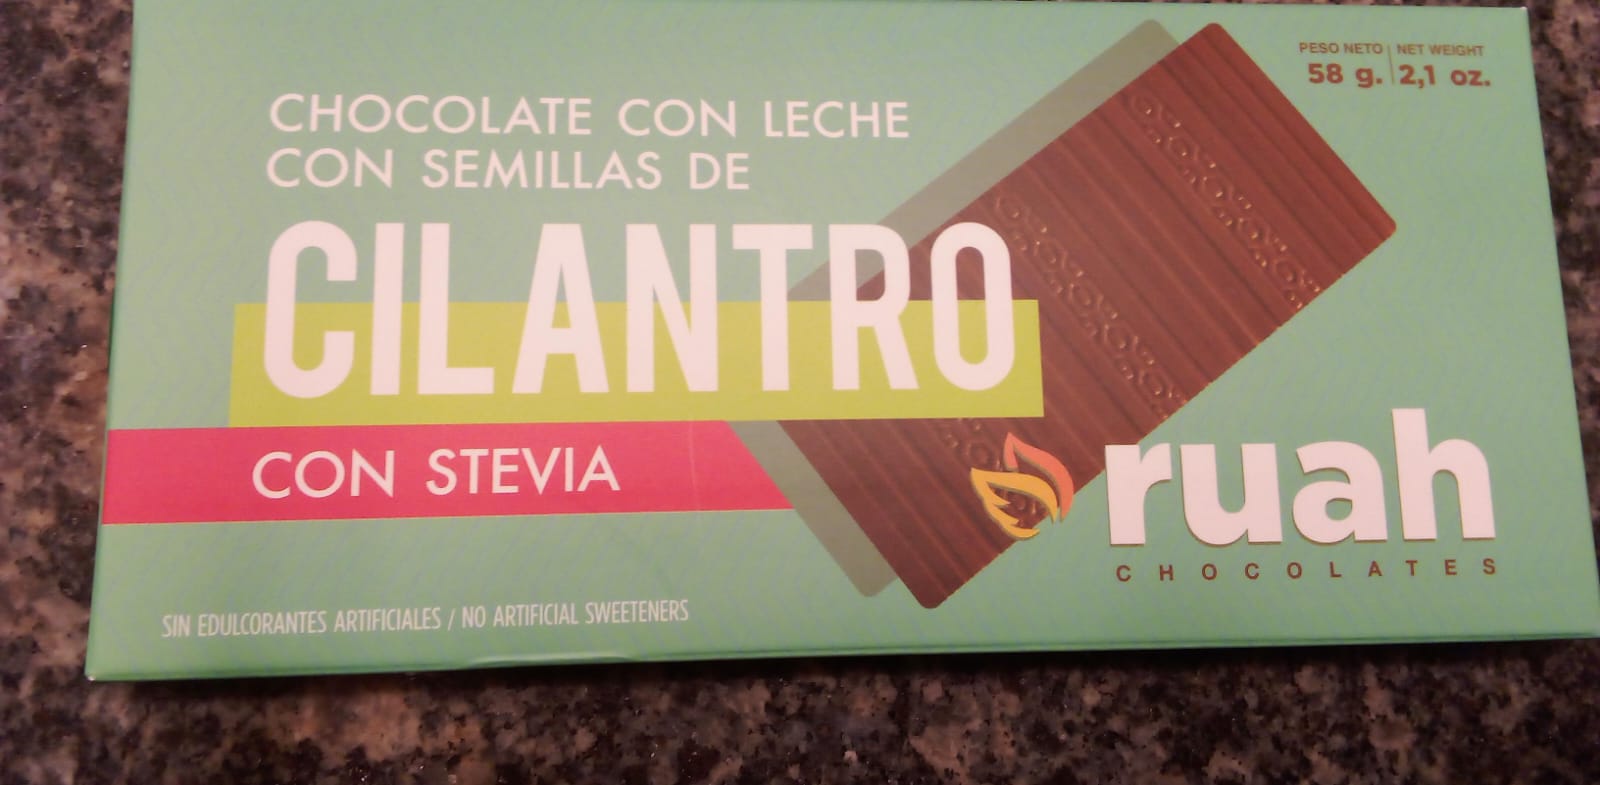 PESO NETO | NET WEIGHT
58 g. | 2,1 oz.
CHOCOLATE CON LECHE
CON SEMILLAS DE
CILANTRO
CON STEVIA
ruah
CHOCOLATES
SIN EDULCORANTES ARTIFICIALES / NO ARTIFICIAL SWEETENERS